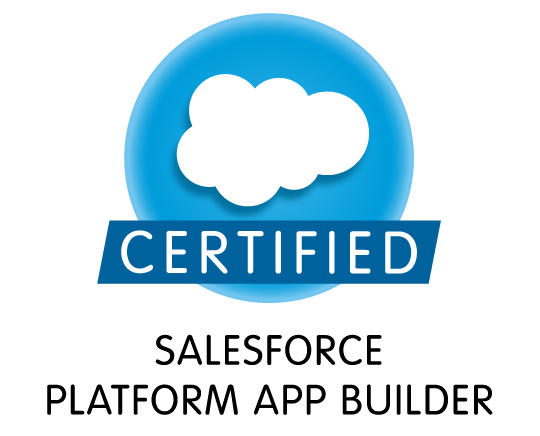 CERTIFIED
SALESFORCE
PLATFORM APP BUILDER